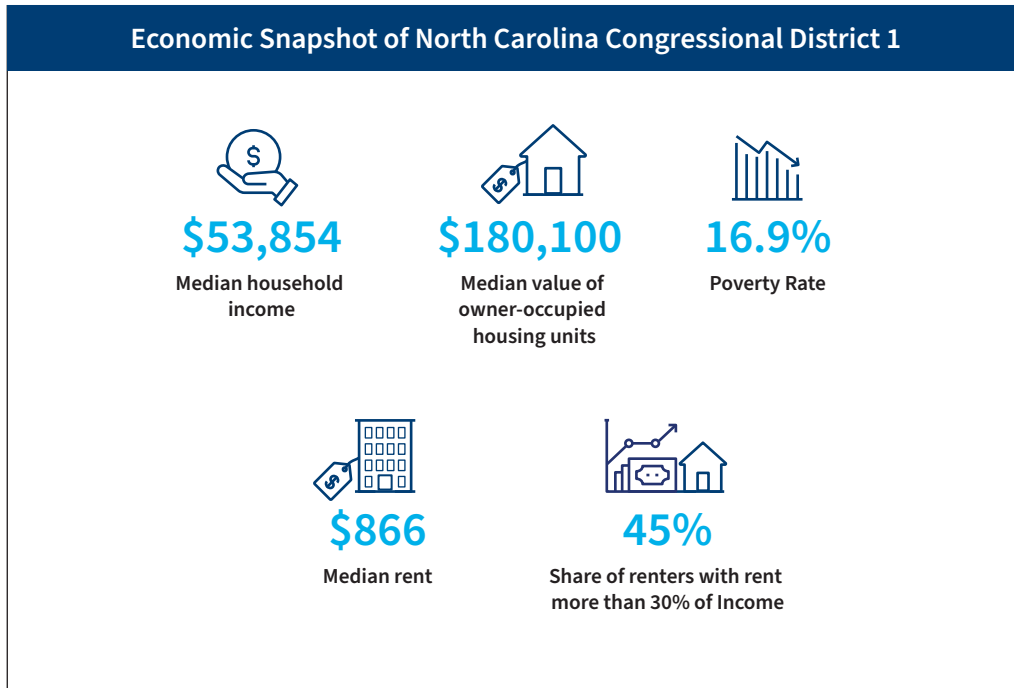 Economic Snapshot of North Carolina Congressional District 1
$
$
$53,854
$180,100
16.9%
Median household
income
Median value of
owner-occupied
housing units
Poverty Rate
$
$866
45%
Median rent
Share of renters with rent
more than 30% of Income